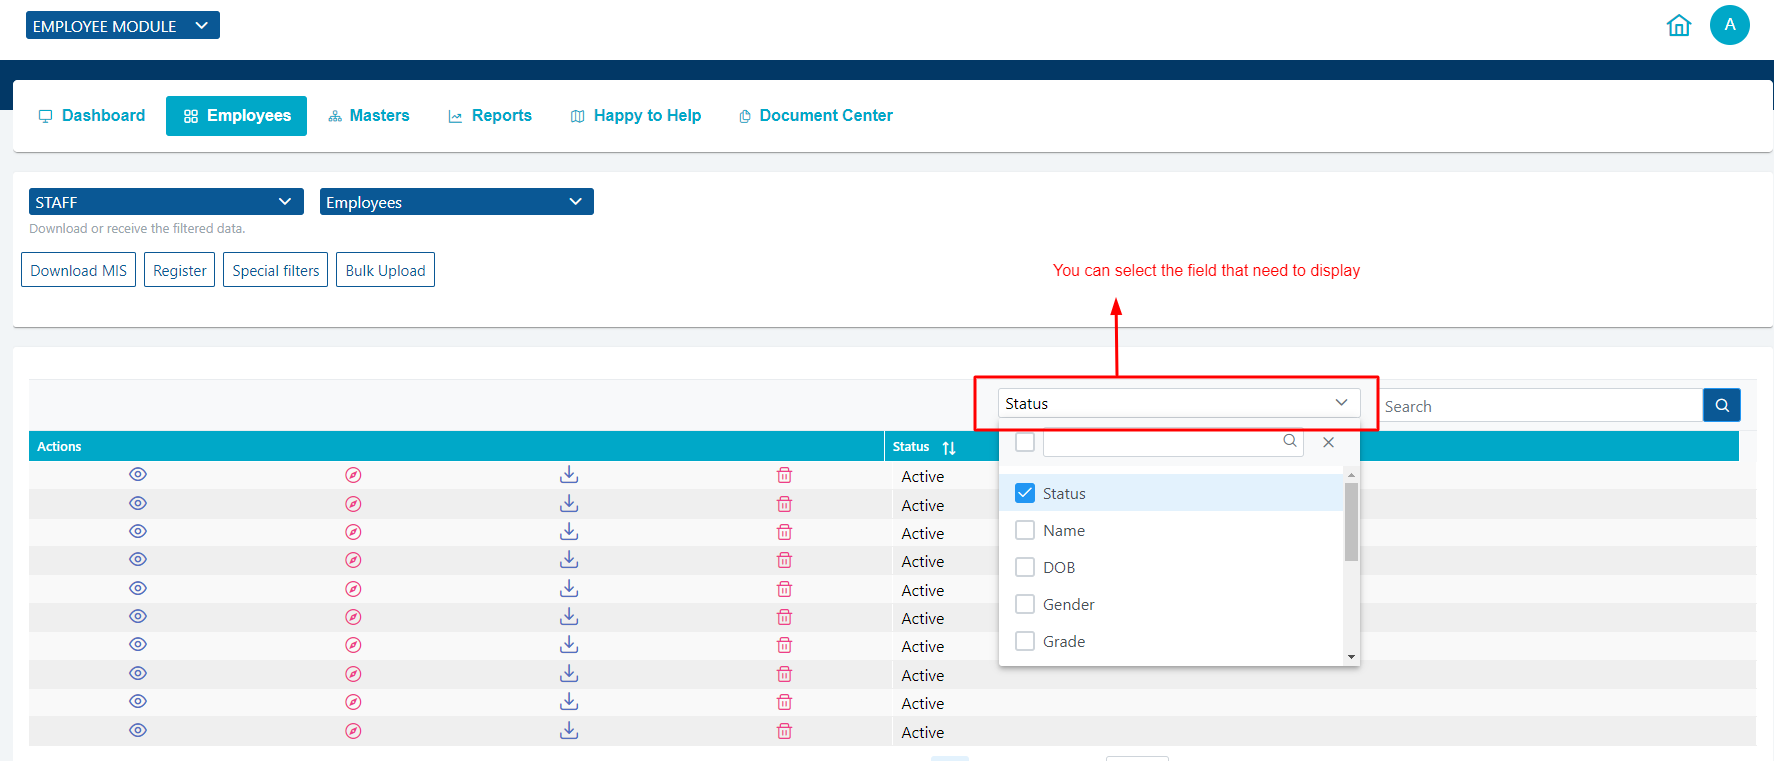 EMPLOYEE MODULE
A
Dashboard Employees Masters Reports Happy to Help Document Center
STAFF Employees
Download or receive the filtered data.
Download MIS Register Special filters Bulk Upload
You can select the field that need to display
Status Search
Actions Status
Active
Active
Active
Active
Active
Active
Active
Active
Active
Active
Status
Name
DOB
Gender
Grade